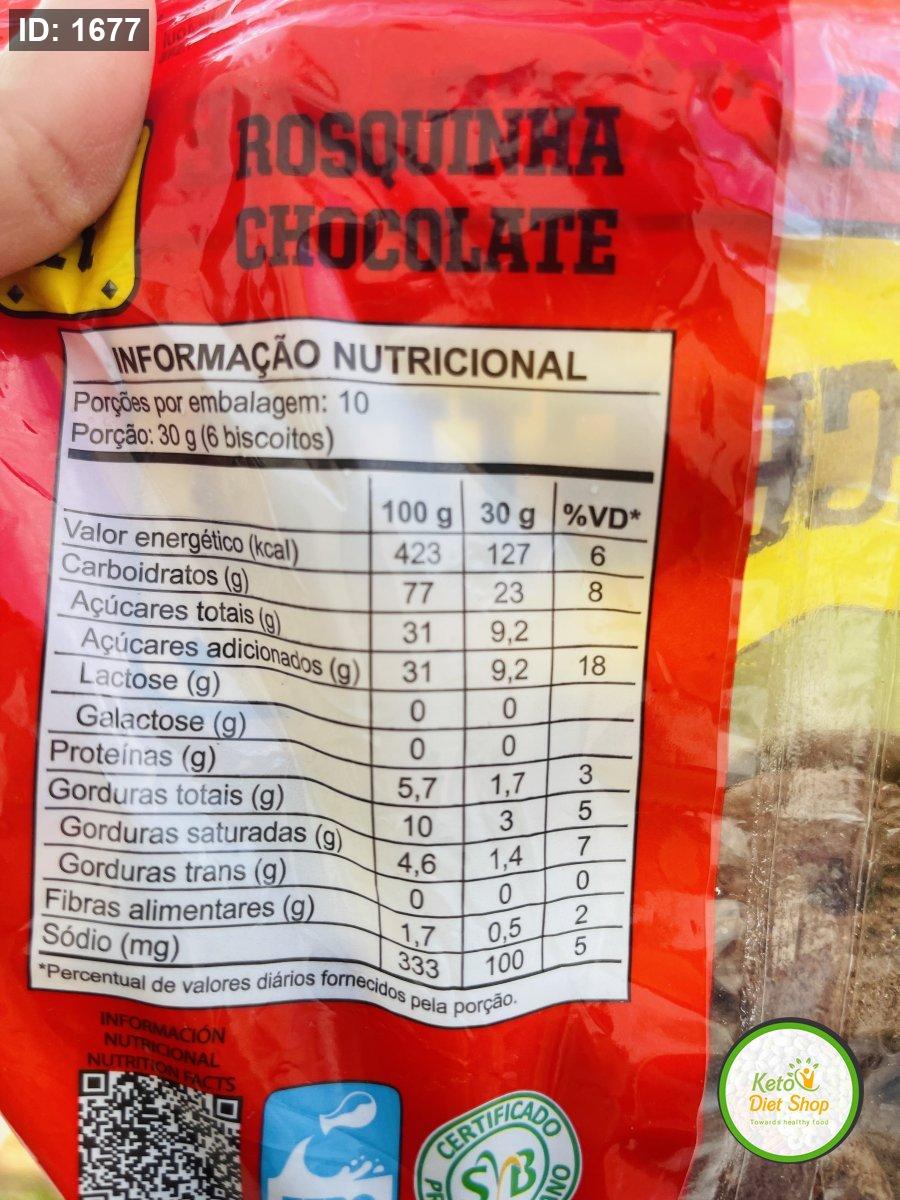 ID: 1677
ROSQUINHA
CHOCOLATE
INFORMAÇÃO NUTRICIONAL
Porções por embalagem: 10
Porção: 30 g (6 biscoitos)
100 g 30 g %VD*
Valor energético (kcal) 423 127 6
Carboidratos (g) 77 23 8
Açúcares totais (g) 31 9,2
Açúcares adicionados (g) 31 9,2 18
Lactose (g) 0 0
Galactose (g) 0 0
Proteínas (g) 5,7 1,7 3
Gorduras totais (g) 10 3 5
Gorduras saturadas (g) 4,6 1,4 7
Gorduras trans (g) 0 0 0
Fibras alimentares (g) 1,7 0,5 2
Sódio (mg) 333 100 5
*Percentual de valores diários fornecidos pela porção.
INFORMACIÓN
NUTRICIONAL
NUTRITION FACTS
CERTIFICADO
SVB
Keto
Diet Shop
Towards healthy food